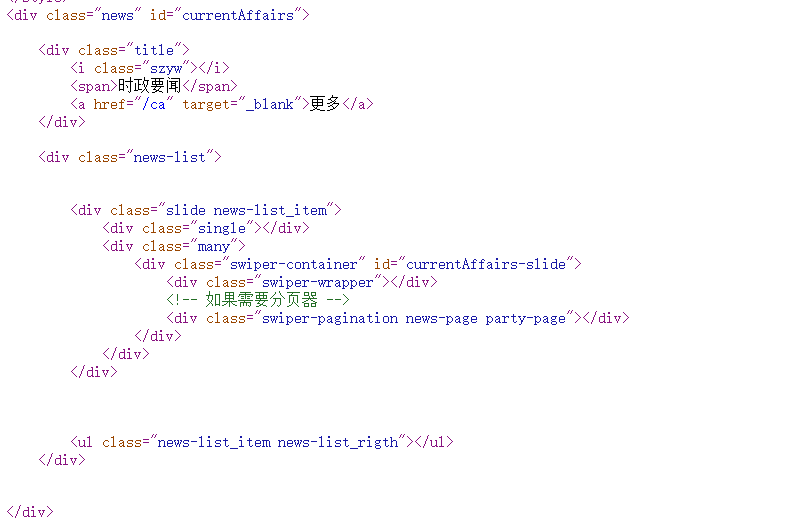 <div class="news" id="currentAffairs">
<div class="title">
<i class="szyw"></i>
<span>时政要闻</span>
<a href="/ca" target="_blank">更多</a>
</div>
<div class="news-list">
<div class="slide news-list_item">
<div class="single"></div>
<div class="many">
<div class="swiper-container" id="currentAffairs-slide">
<div class="swiper-wrapper"></div>
<!-- 如果需要分页器 -->
<div class="swiper-pagination news-page party-page"></div>
</div>
</div>
</div>
<ul class="news-list_item news-list_rigth"></ul>
</div>
</div>